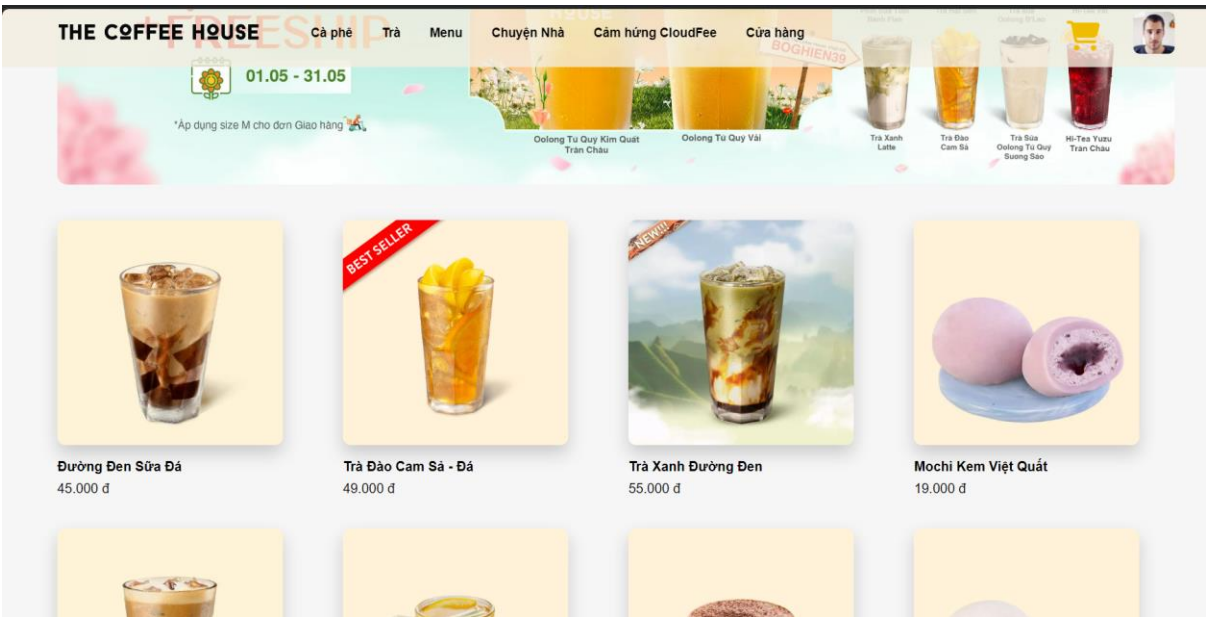 THE COFFEE HOUSE
Cà phê
Trà
Menu
Chuyện Nhà
Cảm hứng CloudFee
Cửa hàng
FREESHIP
BOGHIEN39
01.05 - 31.05
*Áp dụng size M cho đơn Giao hàng
Oolong Tứ Quý Kim Quất
Trân Châu
Oolong Tứ Quý Vải
Trà Xanh
Latte
Trà Đào
Cam Sả
Trà Sữa
Oolong Tứ Quý
Sương Sáo
Hi-Tea Yuzu
Trân Châu
BEST SELLER
NEW!!!
Đường Đen Sữa Đá
45.000 đ
Trà Đào Cam Sả - Đá
49.000 đ
Trà Xanh Đường Đen
55.000 đ
Mochi Kem Việt Quất
19.000 đ